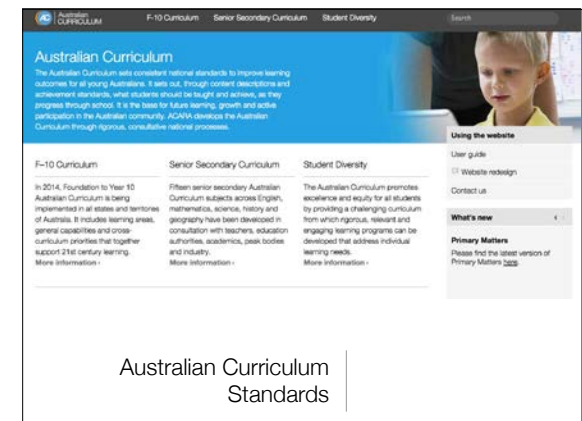 AC Australian
CURRICULUM
F-10 Curriculum Senior Secondary Curriculum Student Diversity
Search
Australian Curriculum
The Australian Curriculum sets consistent national standards to improve learning
outcomes for all young Australians. It sets out, through content descriptions and
achievement standards, what students should be taught and achieve, as they
progress through school. It is the base for future learning, growth and active
participation in the Australian community. ACARA develops the Australian
Curriculum through rigorous, consultative national processes.
F–10 Curriculum
In 2014, Foundation to Year 10
Australian Curriculum is being
implemented in all states and territories
of Australia. It includes learning areas,
general capabilities and cross-
curriculum priorities that together
support 21st century learning.
More information ›
Senior Secondary Curriculum
Fifteen senior secondary Australian
Curriculum subjects across English,
mathematics, science, history and
geography have been developed in
consultation with teachers, education
authorities, academics, peak bodies
and industry.
More information ›
Student Diversity
The Australian Curriculum promotes
excellence and equity for all students
by providing a challenging curriculum
from which rigorous, relevant and
engaging learning programs can be
developed that address individual
learning needs.
More information ›
Using the website
User guide
Website redesign
Contact us
What's new
Primary Matters
Please find the latest version of
Primary Matters here.
Australian Curriculum
Standards